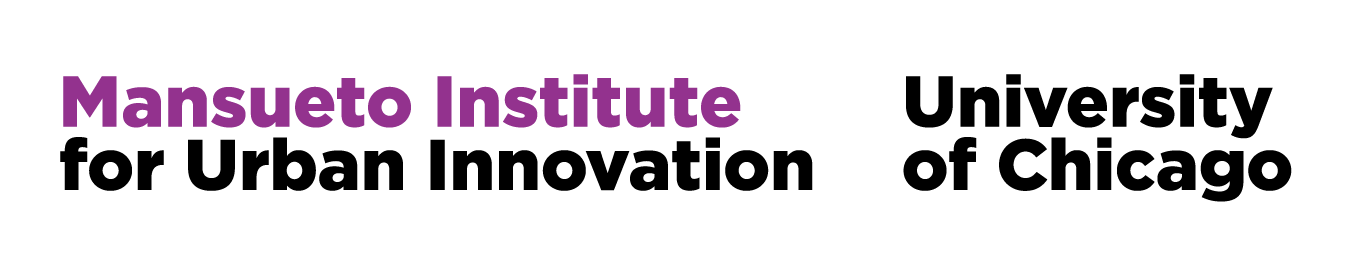 Mansueto Institute
for Urban Innovation
University
of Chicago